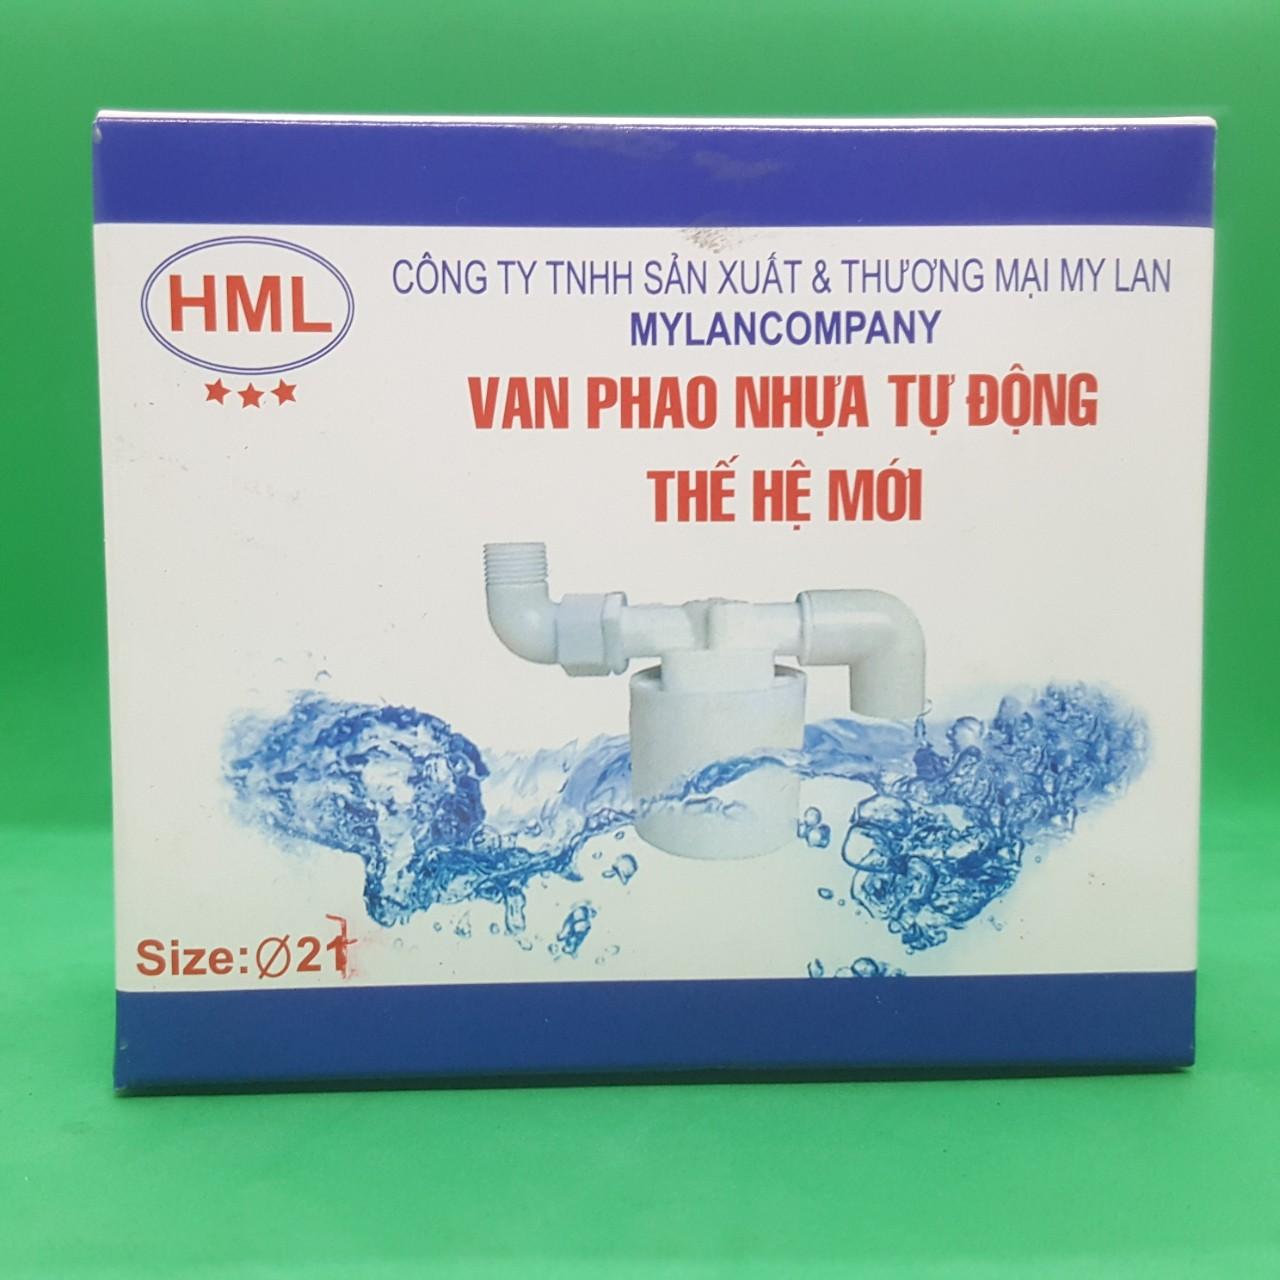 HML
CÔNG TY TNHH SẢN XUẤT & THƯƠNG MẠI MY LAN
MYLANCOMPANY
VAN PHAO NHỰA TỰ ĐỘNG
THẾ HỆ MỚI
Size: Ø